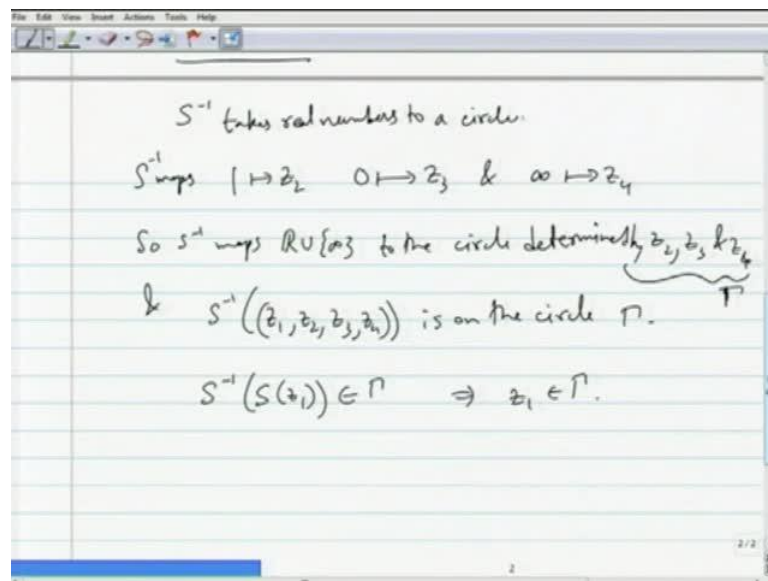 File Edit View Insert Actions Tools Help
S⁻¹ takes real numbers to a circle.
S⁻¹ maps 1 ↦ z₂ 0 ↦ z₃ & ∞ ↦ z₄
So S⁻¹ maps ℝ∪{∞} to the circle determined by z₂, z₃ & z₄
Γ
& S⁻¹((z₁, z₂, z₃, z₄)) is on the circle Γ.
S⁻¹(S(z₁)) ∈ Γ ⇒ z₁ ∈ Γ.
2/2
2